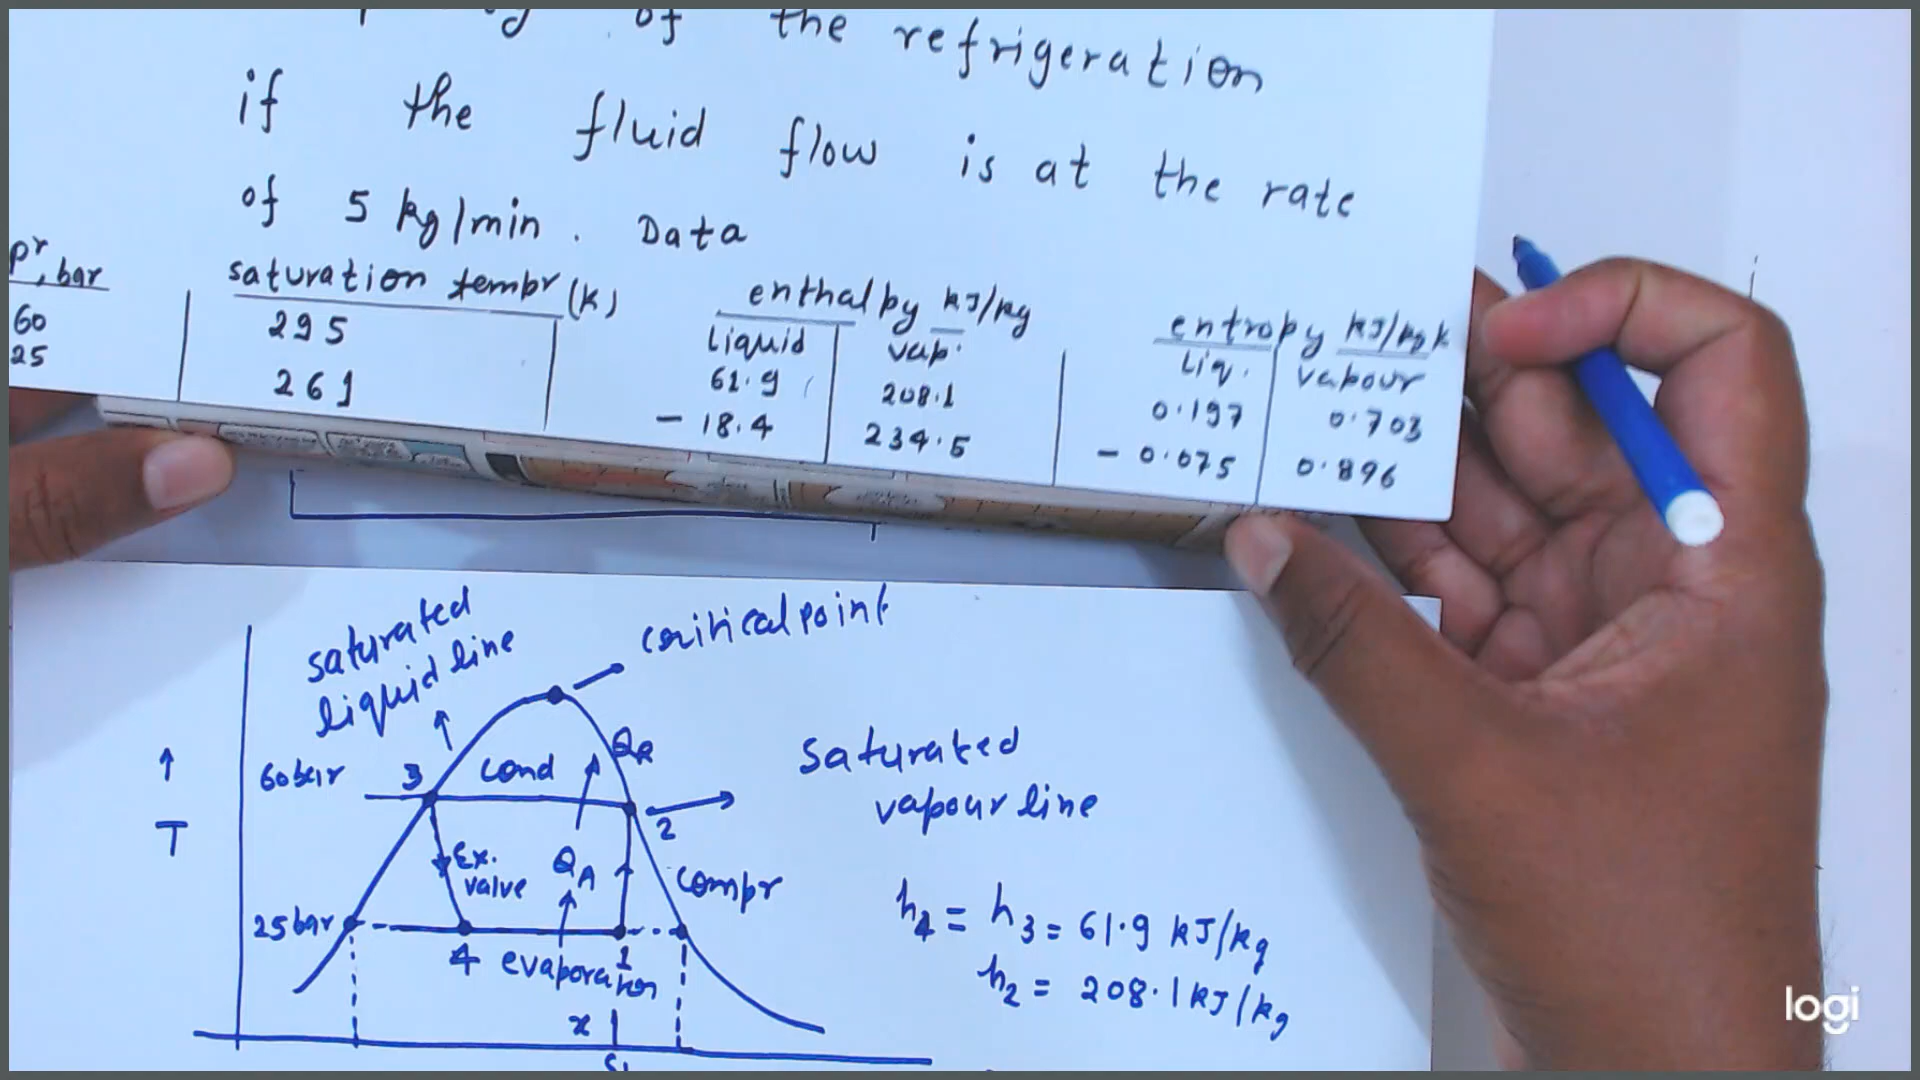 of the refrigeration
if the fluid flow is at the rate
of 5 kg/min. Data
pr, bar saturation tempr (K) enthalpy kJ/kg entropy kJ/kg k
liquid vap. Liq. vapour
60 295 61.9 208.1 0.197 0.703
25 261 - 18.4 234.5 - 0.075 0.896
saturated
liquid line
critical point
60 bar 3 cond QR
2
saturated
vapour line
T
Ex.
valve
QA
compr
25 bar
4 evaporator 1
x
S1
h4 = h3 = 61.9 kJ/kg
h2 = 208.1 kJ/kg
logi